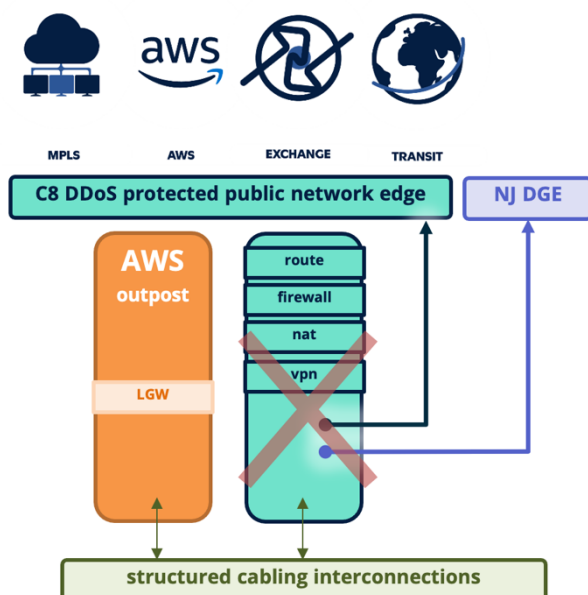 aws
MPLS AWS EXCHANGE TRANSIT
C8 DDoS protected public network edge
NJ DGE
AWS
outpost
LGW
route
firewall
nat
vpn
structured cabling interconnections